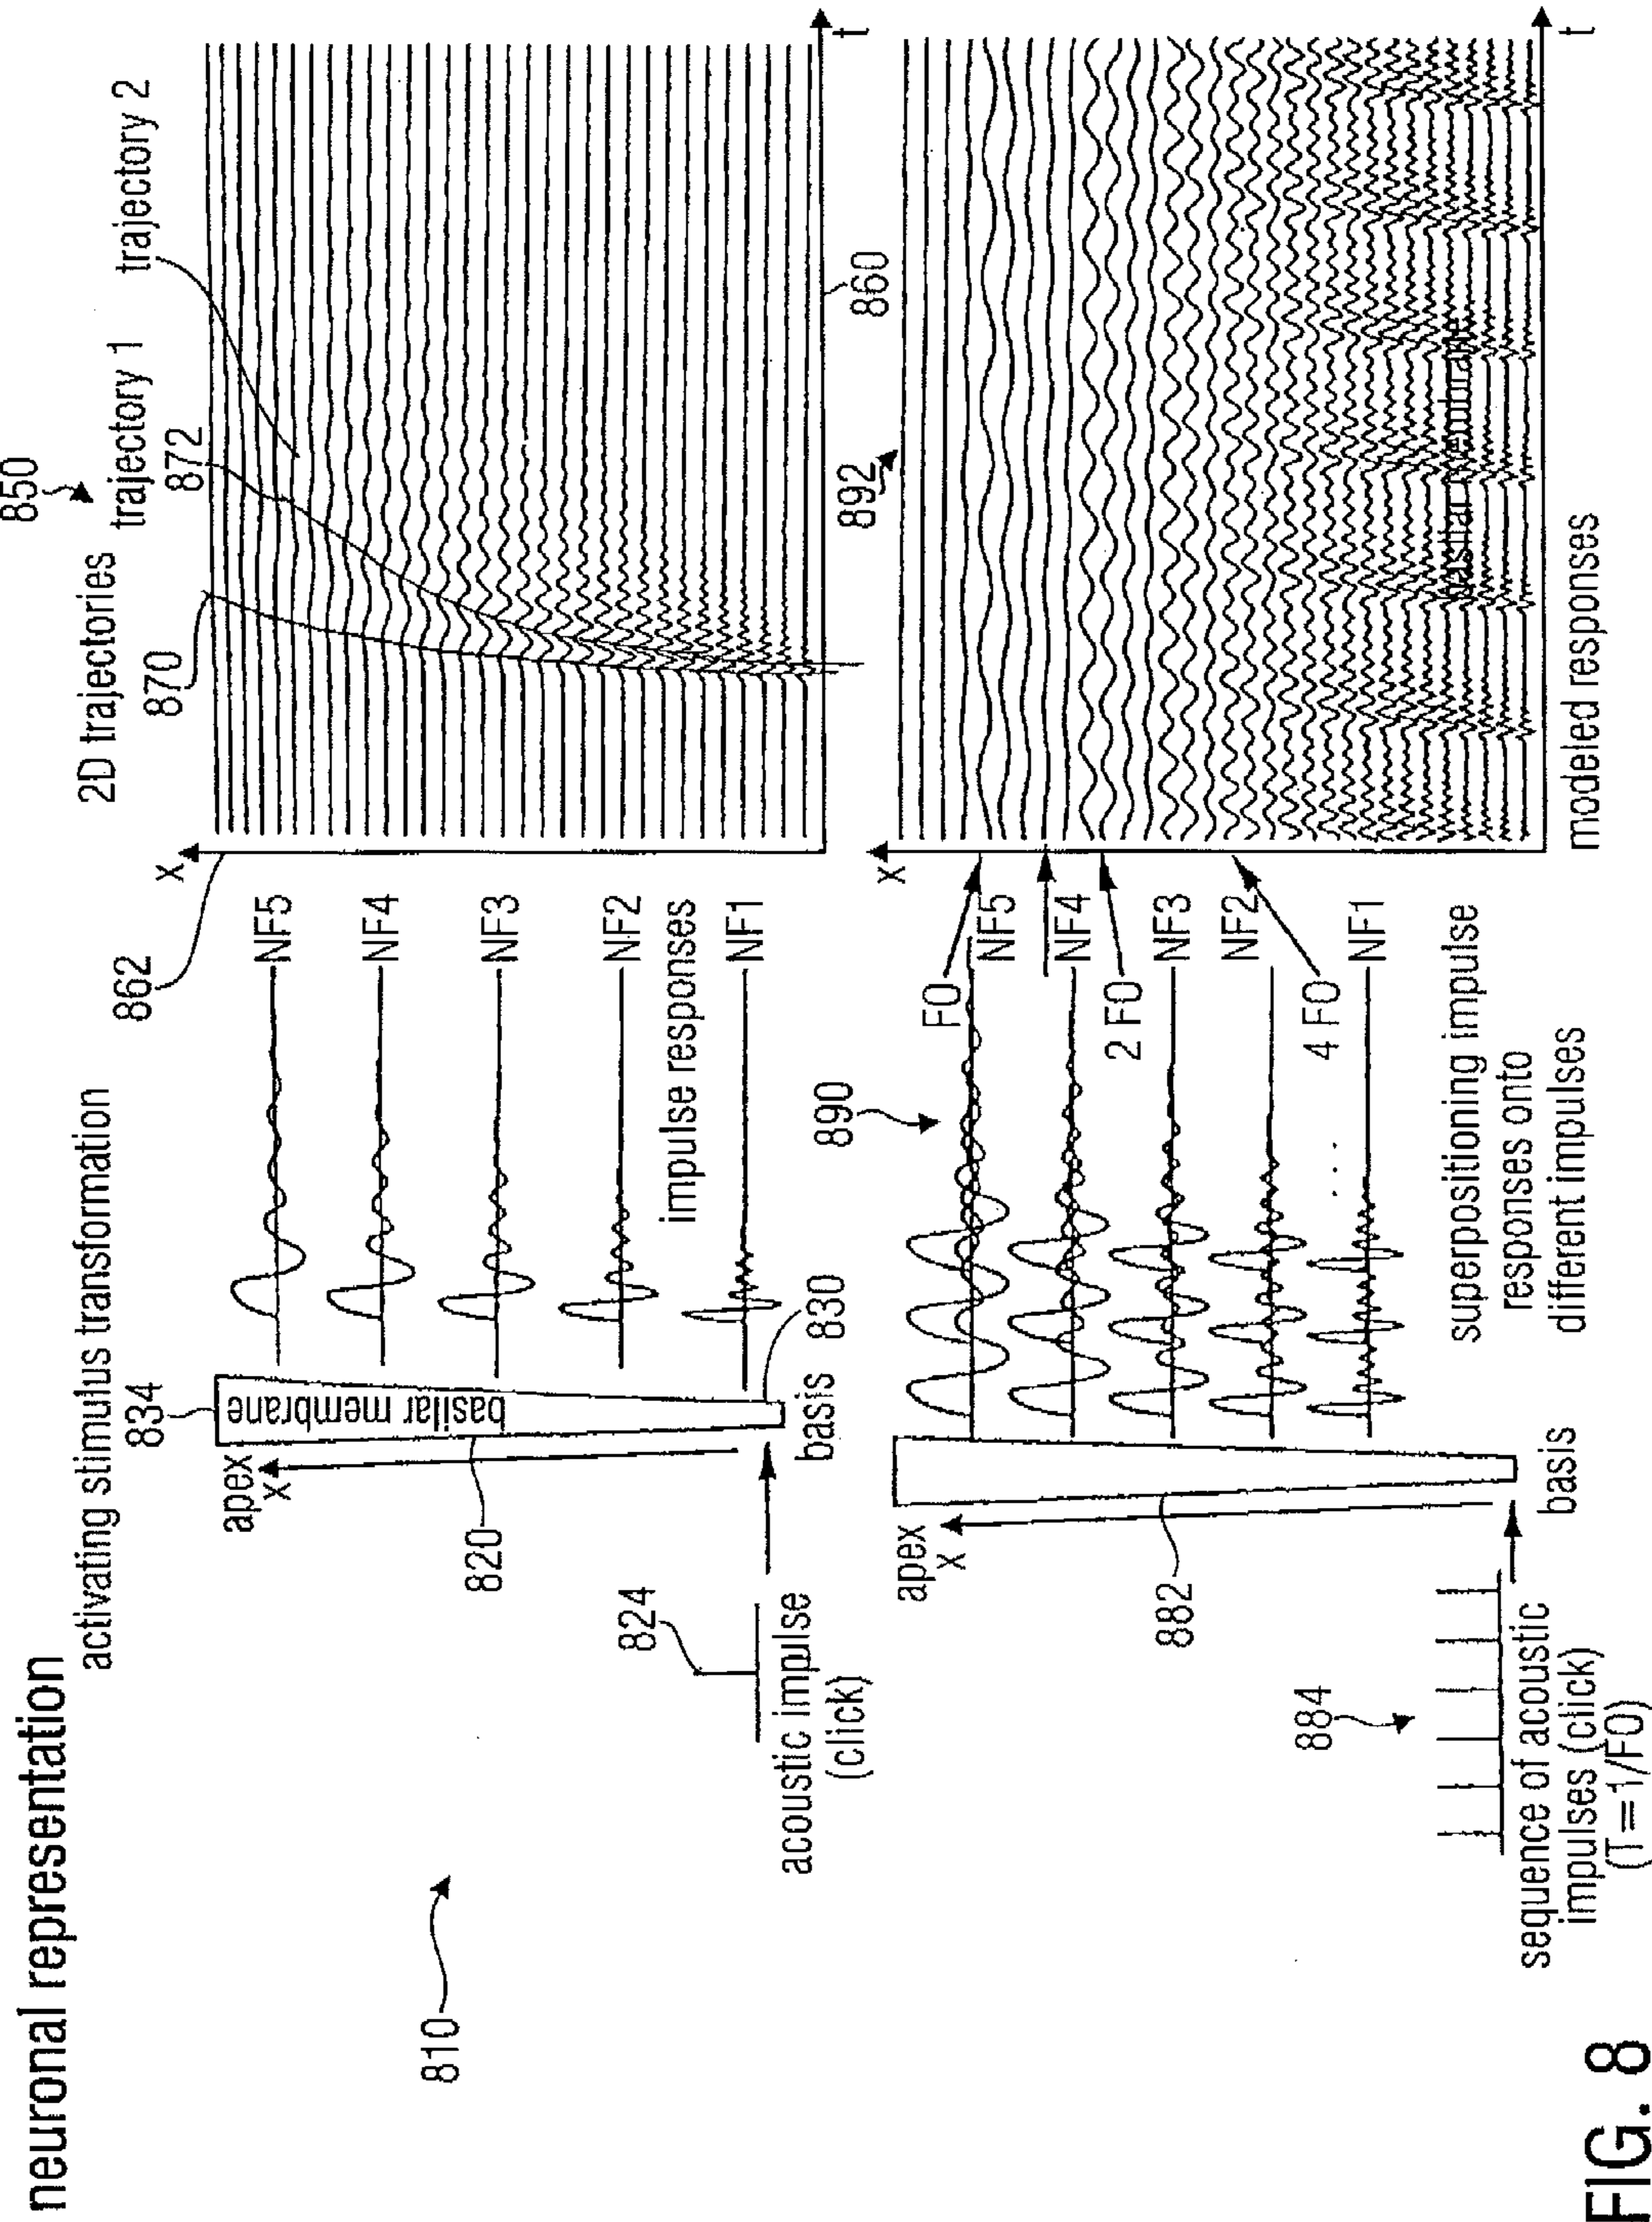 neuronal representation
activating stimulus transformation
2D trajectories
850
trajectory 1
trajectory 2
870
872
862
834
apex
x
basilar membrane
820
824
810
acoustic impulse
(click)
basis
830
NF5
NF4
NF3
NF2
NF1
impulse responses
x
t
860
apex
x
882
884
sequence of acoustic
impulses (click)
(T=1/F0)
basis
890
F0
NF5
NF4
2 F0
NF3
NF2
4 F0
NF1
...
superpositioning impulse
responses onto
different impulses
892
x
t
basilar membrane
modeled responses
FIG. 8